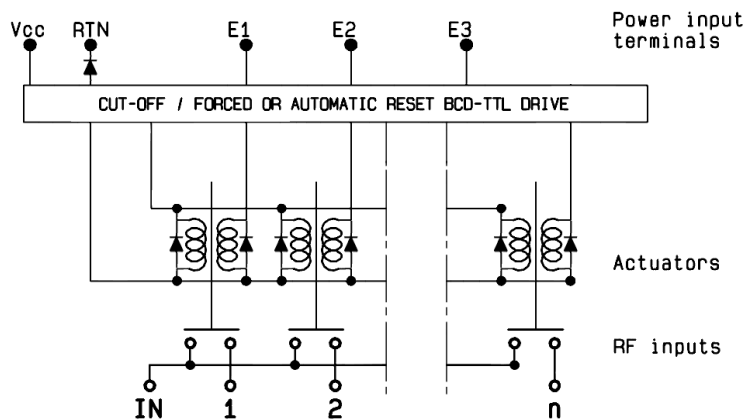 Vcc RTN E1 E2 E3 Power input
terminals
CUT-OFF / FORCED OR AUTOMATIC RESET BCD-TTL DRIVE
Actuators
RF inputs
IN 1 2 n